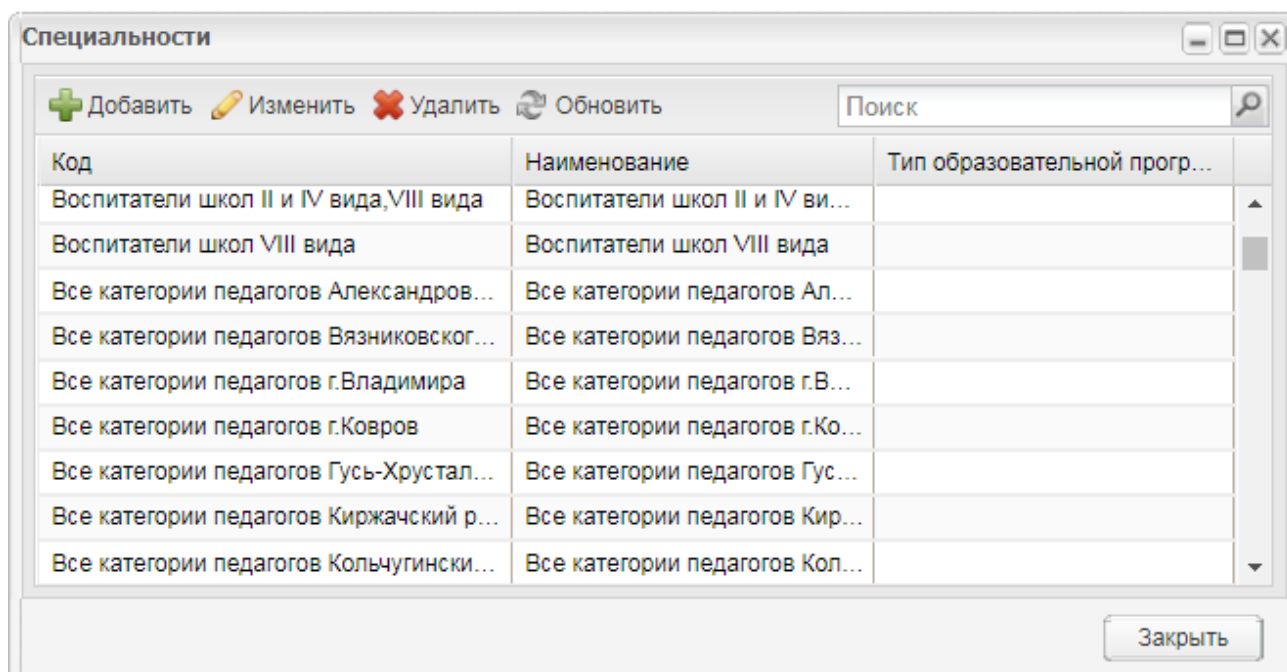 Специальности
Добавить Изменить Удалить Обновить Поиск
Код Наименование Тип образовательной прогр...
Воспитатели школ II и IV вида,VIII вида Воспитатели школ II и IV ви...
Воспитатели школ VIII вида Воспитатели школ VIII вида
Все категории педагогов Александров... Все категории педагогов Ал...
Все категории педагогов Вязниковског... Все категории педагогов Вяз...
Все категории педагогов г.Владимира Все категории педагогов г.В...
Все категории педагогов г.Ковров Все категории педагогов г.Ко...
Все категории педагогов Гусь-Хрустал... Все категории педагогов Гус...
Все категории педагогов Киржачский р... Все категории педагогов Кир...
Все категории педагогов Кольчугински... Все категории педагогов Кол...
Закрыть